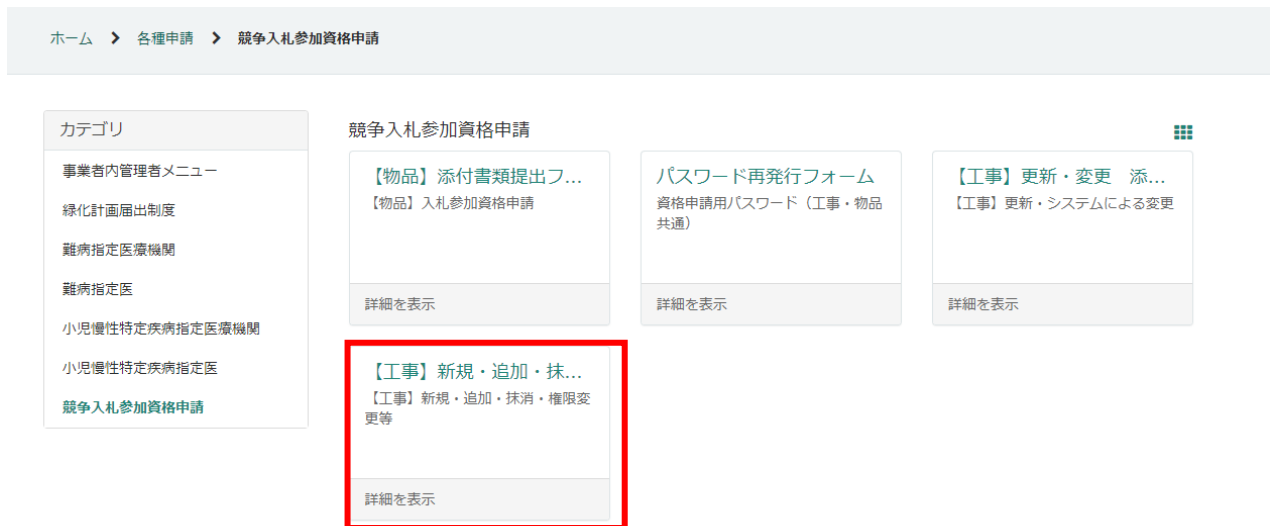 ホーム > 各種申請 > 競争入札参加資格申請
カテゴリ
事業者内管理者メニュー
緑化計画届出制度
難病指定医療機関
難病指定医
小児慢性特定疾病指定医療機関
小児慢性特定疾病指定医
競争入札参加資格申請
競争入札参加資格申請
【物品】添付書類提出フ...
【物品】入札参加資格申請
詳細を表示
パスワード再発行フォーム
資格申請用パスワード（工事・物品
共通）
詳細を表示
【工事】更新・変更　添...
【工事】更新・システムによる変更
詳細を表示
【工事】新規・追加・抹...
【工事】新規・追加・抹消・権限変
更等
詳細を表示